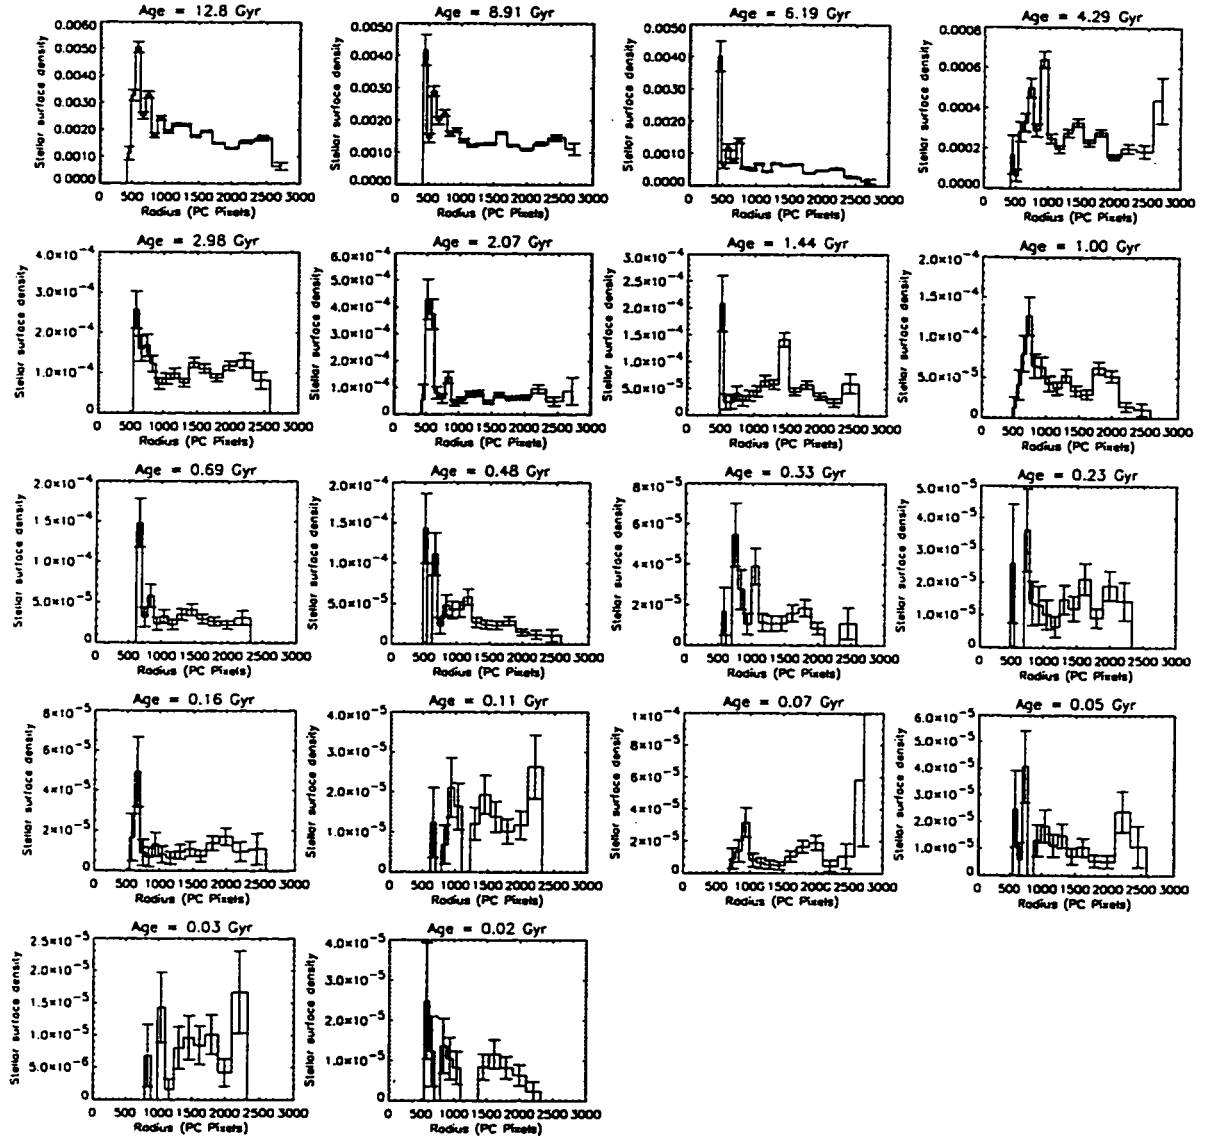 Age = 12.8 Gyr
Stellar surface density
0.0060
0.0050
0.0040
0.0030
0.0020
0.0010
0.0000
0 500 1000 1500 2000 2500 3000
Radius (PC Pixels)
Age = 8.91 Gyr
Stellar surface density
0.0050
0.0040
0.0030
0.0020
0.0010
0.0000
0 500 1000 1500 2000 2500 3000
Radius (PC Pixels)
Age = 6.19 Gyr
Stellar surface density
0.0050
0.0040
0.0030
0.0020
0.0010
0.0000
0 500 1000 1500 2000 2500 3000
Radius (PC Pixels)
Age = 4.29 Gyr
Stellar surface density
0.0008
0.0006
0.0004
0.0002
0.0000
0 500 1000 1500 2000 2500 3000
Radius (PC Pixels)
Age = 2.98 Gyr
Stellar surface density
4.0×10⁻⁴
3.0×10⁻⁴
2.0×10⁻⁴
1.0×10⁻⁴
0
0 500 1000 1500 2000 2500 3000
Radius (PC Pixels)
Age = 2.07 Gyr
Stellar surface density
6.0×10⁻⁴
5.0×10⁻⁴
4.0×10⁻⁴
3.0×10⁻⁴
2.0×10⁻⁴
1.0×10⁻⁴
0
0 500 1000 1500 2000 2500 3000
Radius (PC Pixels)
Age = 1.44 Gyr
Stellar surface density
3.0×10⁻⁴
2.5×10⁻⁴
2.0×10⁻⁴
1.5×10⁻⁴
1.0×10⁻⁴
5.0×10⁻⁵
0
0 500 1000 1500 2000 2500 3000
Radius (PC Pixels)
Age = 1.00 Gyr
Stellar surface density
2.0×10⁻⁴
1.5×10⁻⁴
1.0×10⁻⁴
5.0×10⁻⁵
0
0 500 1000 1500 2000 2500 3000
Radius (PC Pixels)
Age = 0.69 Gyr
Stellar surface density
2.0×10⁻⁴
1.5×10⁻⁴
1.0×10⁻⁴
5.0×10⁻⁵
0
0 500 1000 1500 2000 2500 3000
Radius (PC Pixels)
Age = 0.48 Gyr
Stellar surface density
2.0×10⁻⁴
1.5×10⁻⁴
1.0×10⁻⁴
5.0×10⁻⁵
0
0 500 1000 1500 2000 2500 3000
Radius (PC Pixels)
Age = 0.33 Gyr
Stellar surface density
8×10⁻⁵
6×10⁻⁵
4×10⁻⁵
2×10⁻⁵
0
0 500 1000 1500 2000 2500 3000
Radius (PC Pixels)
Age = 0.23 Gyr
Stellar surface density
5.0×10⁻⁵
4.0×10⁻⁵
3.0×10⁻⁵
2.0×10⁻⁵
1.0×10⁻⁵
0
0 500 1000 1500 2000 2500 3000
Radius (PC Pixels)
Age = 0.16 Gyr
Stellar surface density
8×10⁻⁵
6×10⁻⁵
4×10⁻⁵
2×10⁻⁵
0
0 500 1000 1500 2000 2500 3000
Radius (PC Pixels)
Age = 0.11 Gyr
Stellar surface density
4.0×10⁻⁵
3.0×10⁻⁵
2.0×10⁻⁵
1.0×10⁻⁵
0
0 500 1000 1500 2000 2500 3000
Radius (PC Pixels)
Age = 0.07 Gyr
Stellar surface density
1×10⁻⁴
8×10⁻⁵
6×10⁻⁵
4×10⁻⁵
2×10⁻⁵
0
0 500 1000 1500 2000 2500 3000
Radius (PC Pixels)
Age = 0.05 Gyr
Stellar surface density
6.0×10⁻⁵
5.0×10⁻⁵
4.0×10⁻⁵
3.0×10⁻⁵
2.0×10⁻⁵
1.0×10⁻⁵
0
0 500 1000 1500 2000 2500 3000
Radius (PC Pixels)
Age = 0.03 Gyr
Stellar surface density
2.5×10⁻⁵
2.0×10⁻⁵
1.5×10⁻⁵
1.0×10⁻⁵
5.0×10⁻⁶
0
0 500 1000 1500 2000 2500 3000
Radius (PC Pixels)
Age = 0.02 Gyr
Stellar surface density
4.0×10⁻⁵
3.0×10⁻⁵
2.0×10⁻⁵
1.0×10⁻⁵
0
0 500 1000 1500 2000 2500 3000
Radius (PC Pixels)